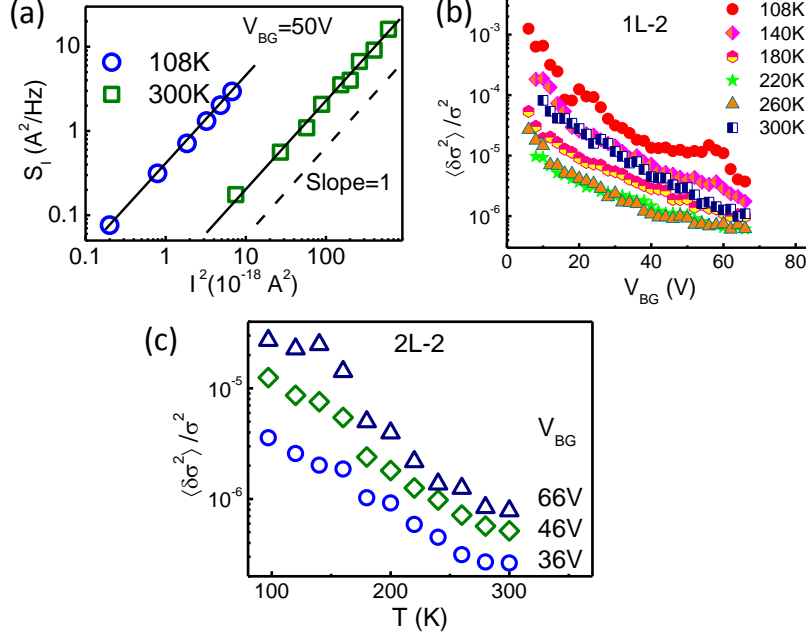 (a)
V_BG=50V
108K
300K
Slope=1
S_I (A²/Hz)
10
1
0.1
0.1 1 10 100
I²(10⁻¹⁸ A²)
(b)
1L-2
108K
140K
180K
220K
260K
300K
⟨δσ²⟩/σ²
10⁻³
10⁻⁴
10⁻⁵
10⁻⁶
0 20 40 60 80
V_BG (V)
(c)
2L-2
V_BG
66V
46V
36V
⟨δσ²⟩/σ²
10⁻⁵
10⁻⁶
100 200 300
T (K)